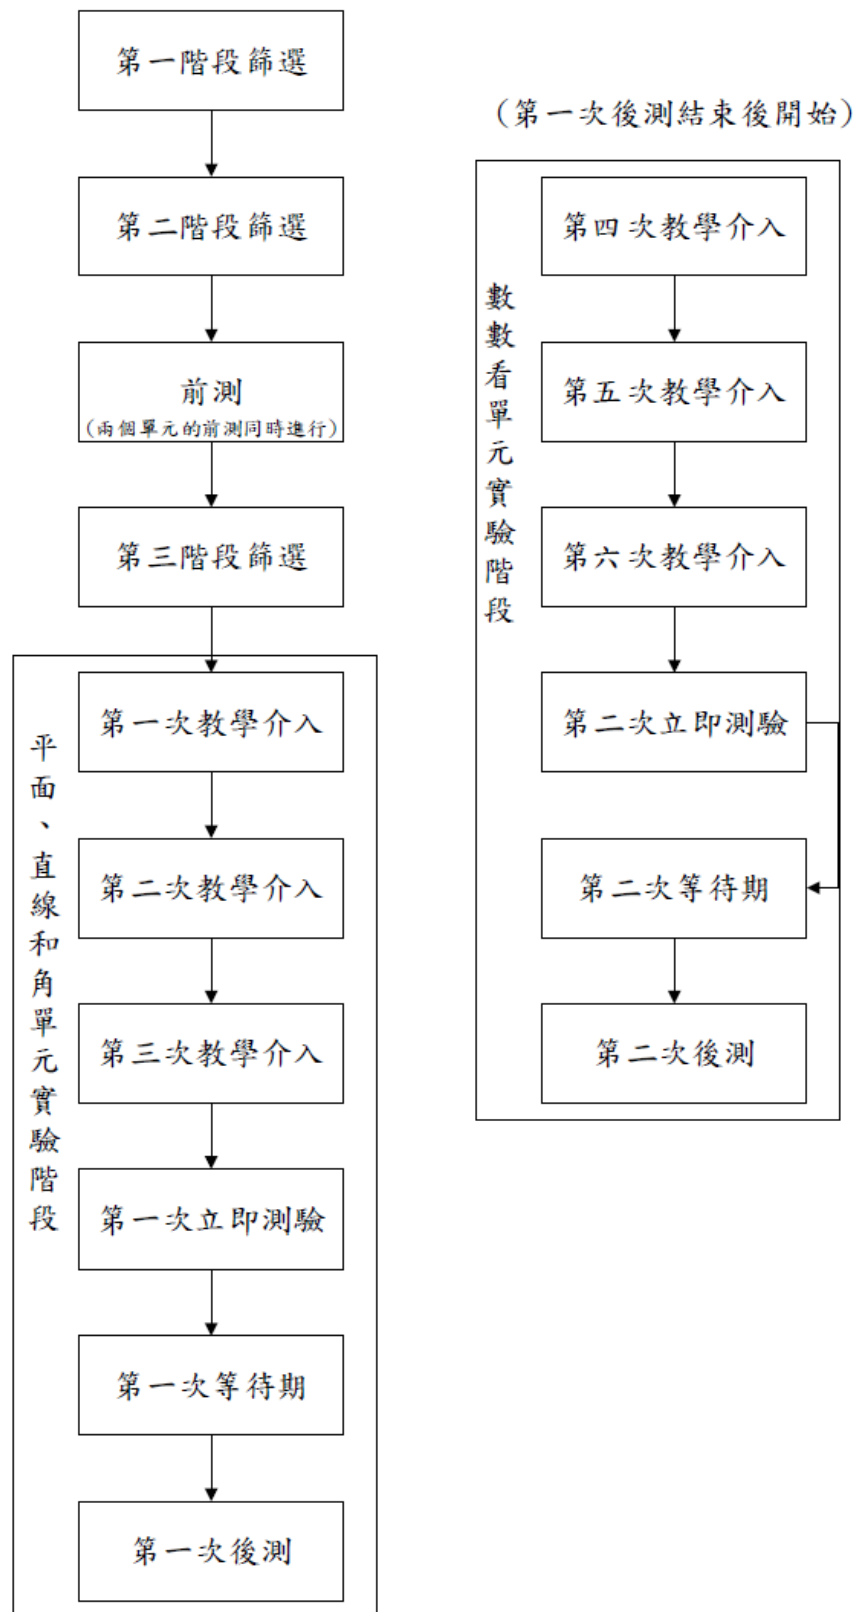 第一階段篩選
第二階段篩選
前測
（兩個單元的前測同時進行）
第三階段篩選
平面、直線和角單元實驗階段
第一次教學介入
第二次教學介入
第三次教學介入
第一次立即測驗
第一次等待期
第一次後測
（第一次後測結束後開始）
數數看單元實驗階段
第四次教學介入
第五次教學介入
第六次教學介入
第二次立即測驗
第二次等待期
第二次後測